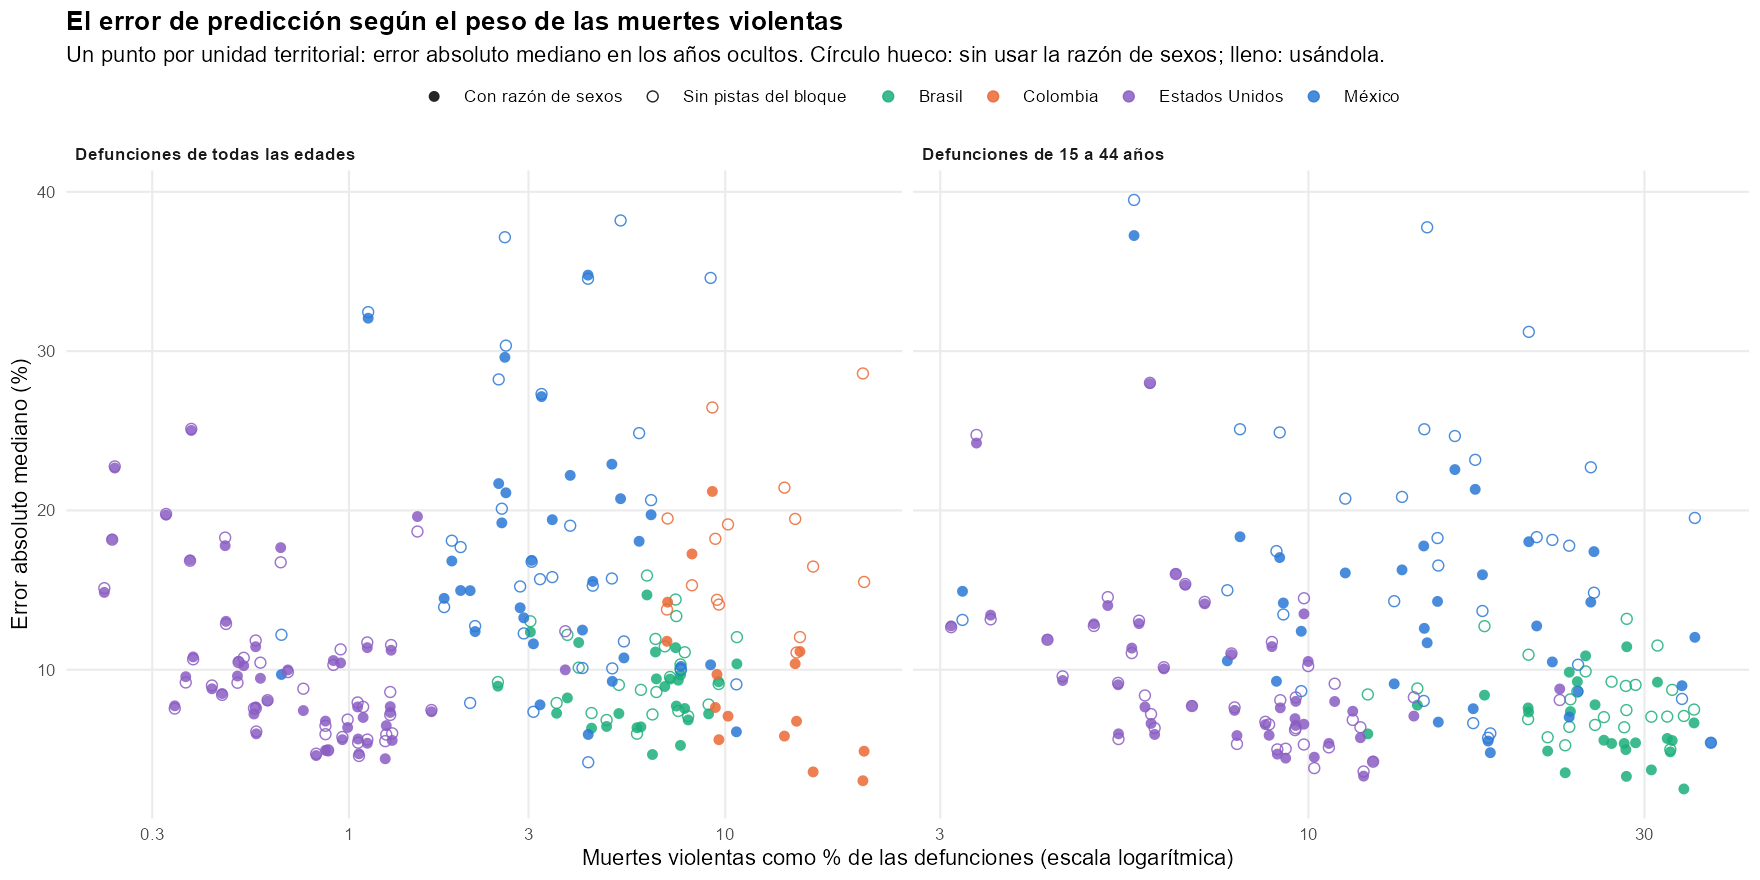 El error de predicción según el peso de las muertes violentas
Un punto por unidad territorial: error absoluto mediano en los años ocultos. Círculo hueco: sin usar la razón de sexos; lleno: usándola.
Con razón de sexos Sin pistas del bloque Brasil Colombia Estados Unidos México
Defunciones de todas las edades Defunciones de 15 a 44 años
Error absoluto mediano (%)
40
30
20
10
0.3 1 3 10 3 10 30
Muertes violentas como % de las defunciones (escala logarítmica)